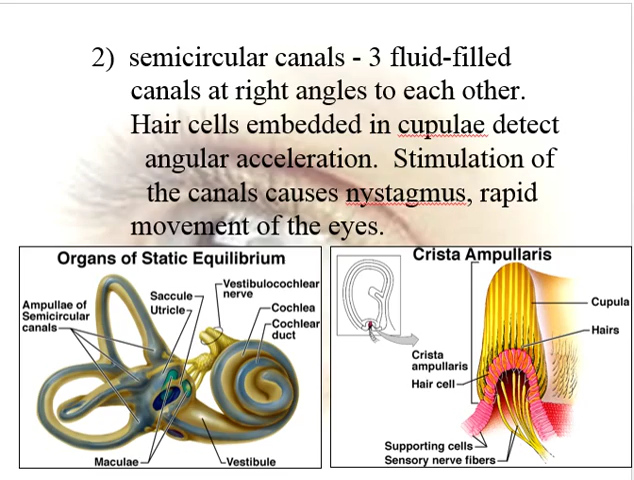 2) semicircular canals - 3 fluid-filled
canals at right angles to each other.
Hair cells embedded in cupulae detect
angular acceleration. Stimulation of
the canals causes nystagmus, rapid
movement of the eyes.
Organs of Static Equilibrium
Ampullae of
Semicircular
canals
Saccule
Utricle
Vestibulocochlear
nerve
Cochlea
Cochlear
duct
Maculae
Vestibule
Crista Ampullaris
Cupula
Hairs
Crista
ampullaris
Hair cell
Supporting cells
Sensory nerve fibers